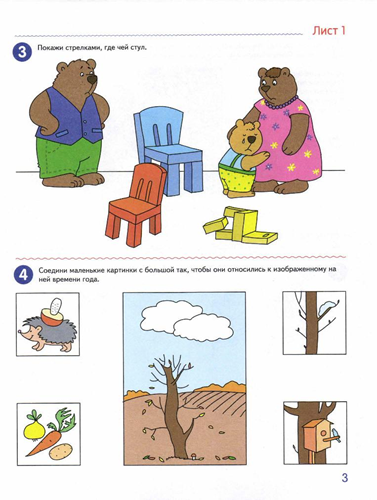 Лист 1
3 Покажи стрелками, где чей стул.
4 Соедини маленькие картинки с большой так, чтобы они относились к изображенному на
ней времени года.
3